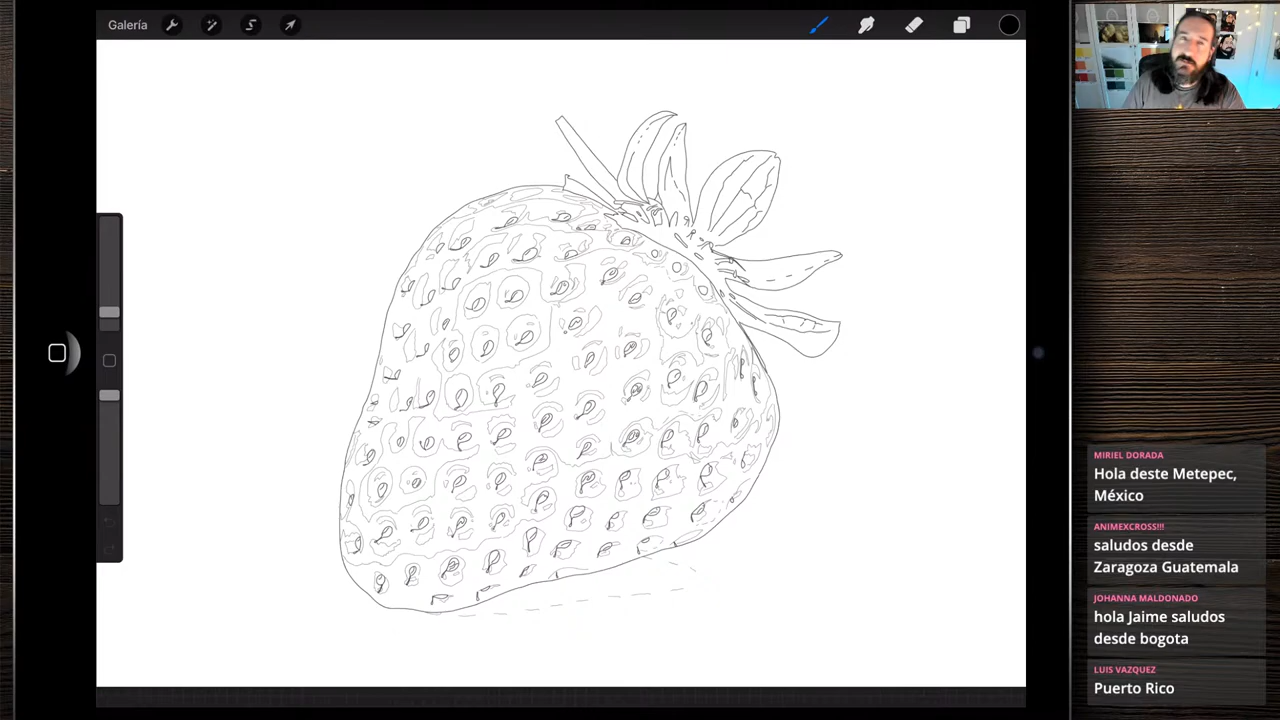 Galería
MIRIEL DORADA
Hola deste Metepec,
México
ANIMEXCROSS!!!
saludos desde
Zaragoza Guatemala
JOHANNA MALDONADO
hola Jaime saludos
desde bogota
LUIS VAZQUEZ
Puerto Rico